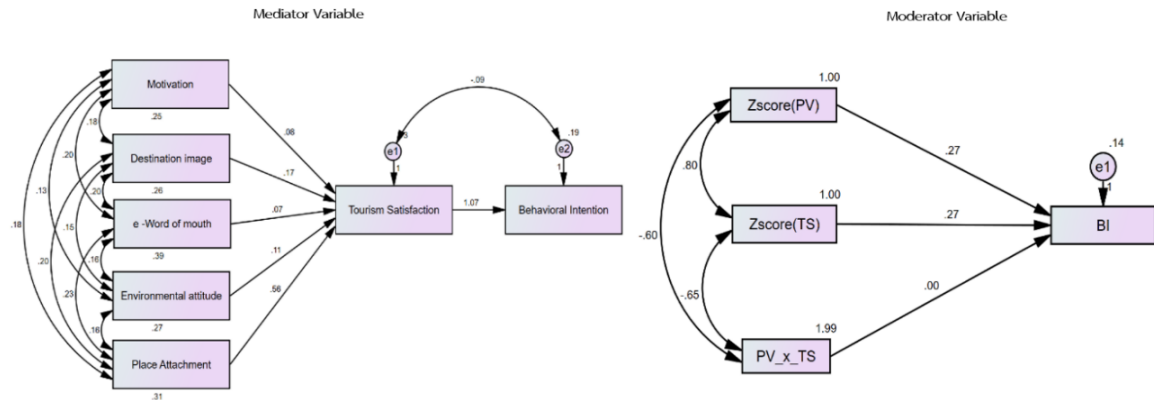 Mediator Variable
Moderator Variable
Motivation
.25
Destination image
.26
e -Word of mouth
.39
Environmental attitude
.27
Place Attachment
.31
.18
.20
.13
.20
.15
.18
.16
.20
.23
.16
.08
.17
.07
.11
.56
-.09
e1
1
Tourism Satisfaction
1.07
.19
e2
1
Behavioral Intention
1.00
Zscore(PV)
.27
.80
1.00
Zscore(TS)
.27
-.60
-.65
1.99
PV_x_TS
.00
.14
e1
1
BI